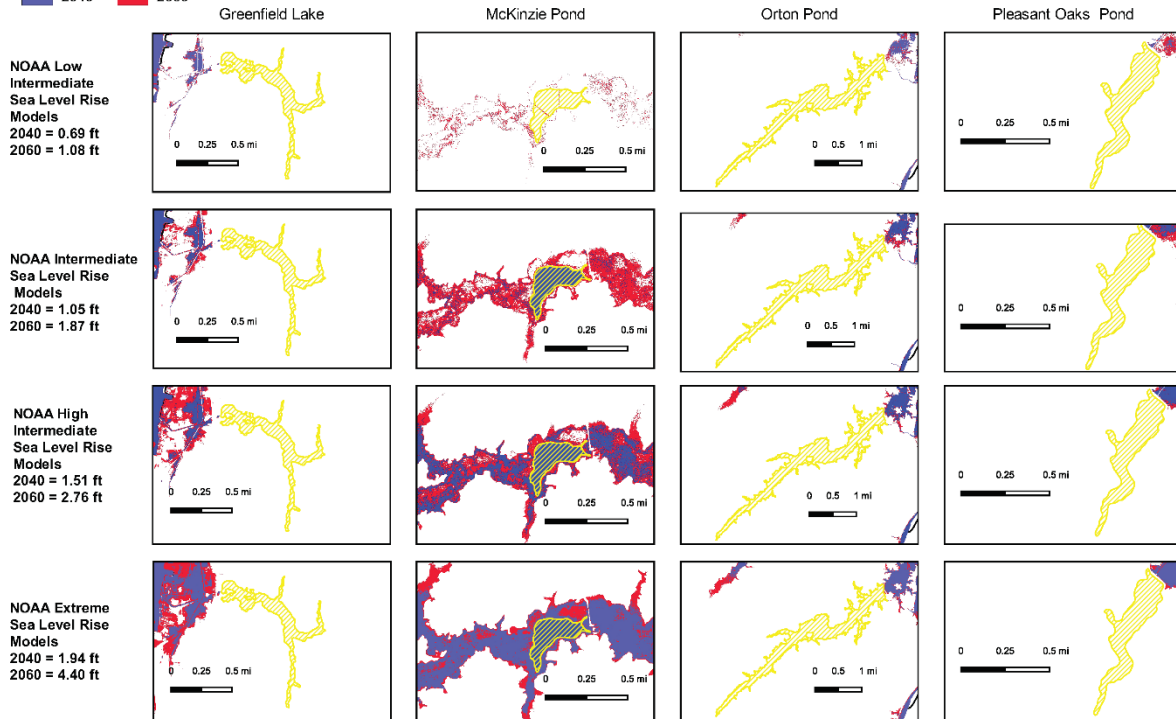 Greenfield Lake
McKinzie Pond
Orton Pond
Pleasant Oaks Pond
NOAA Low
Intermediate
Sea Level Rise
Models
2040 = 0.69 ft
2060 = 1.08 ft
0 0.25 0.5 mi
0 0.25 0.5 mi
0 0.5 1 mi
0 0.25 0.5 mi
NOAA Intermediate
Sea Level Rise
Models
2040 = 1.05 ft
2060 = 1.87 ft
0 0.25 0.5 mi
0 0.25 0.5 mi
0 0.5 1 mi
0 0.25 0.5 mi
NOAA High
Intermediate
Sea Level Rise
Models
2040 = 1.51 ft
2060 = 2.76 ft
0 0.25 0.5 mi
0 0.25 0.5 mi
0 0.5 1 mi
0 0.25 0.5 mi
NOAA Extreme
Sea Level Rise
Models
2040 = 1.94 ft
2060 = 4.40 ft
0 0.25 0.5 mi
0 0.25 0.5 mi
0 0.5 1 mi
0 0.25 0.5 mi